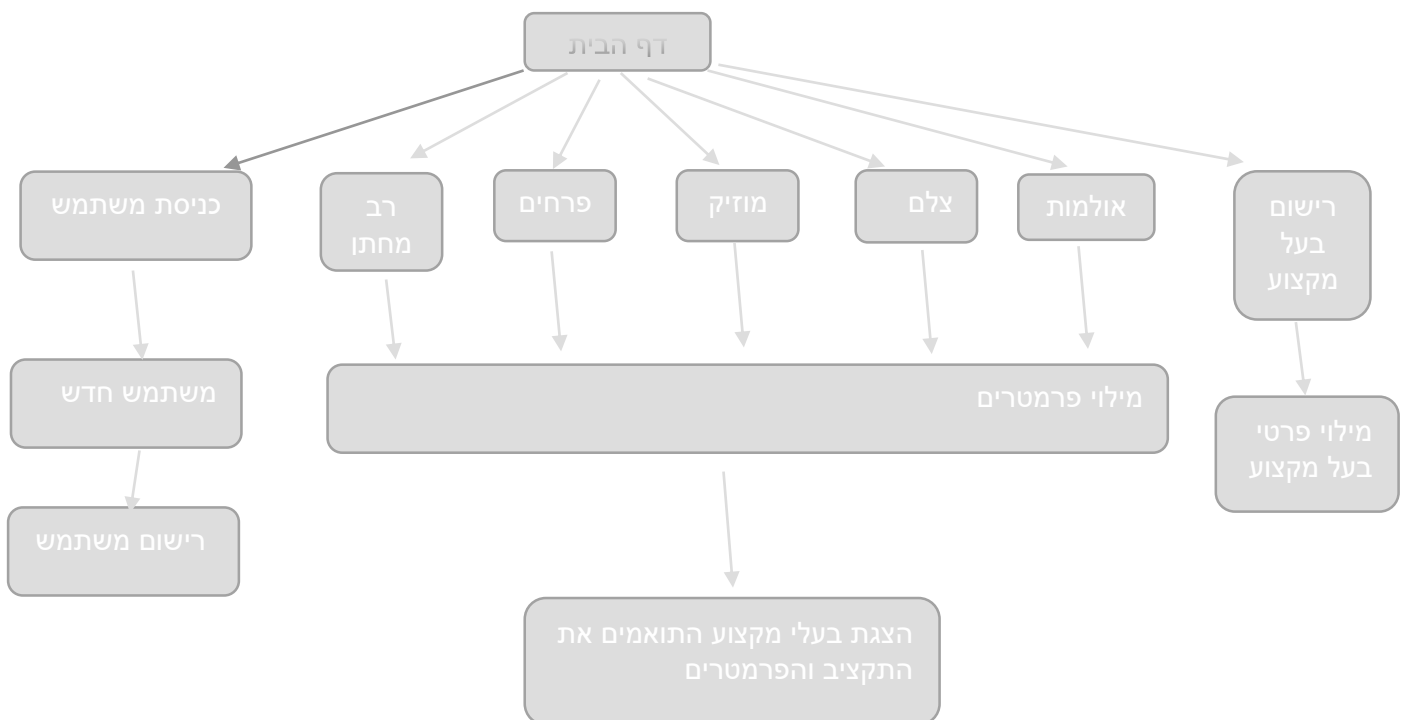 דף הבית
רישום
בעל
מקצוע
אולמות
צלם
מוזיק
פרחים
רב
מחתן
כניסת משתמש
מילוי פרטי
בעל מקצוע
מילוי פרמטרים
משתמש חדש
רישום משתמש
הצגת בעלי מקצוע התואמים את
התקציב והפרמטרים